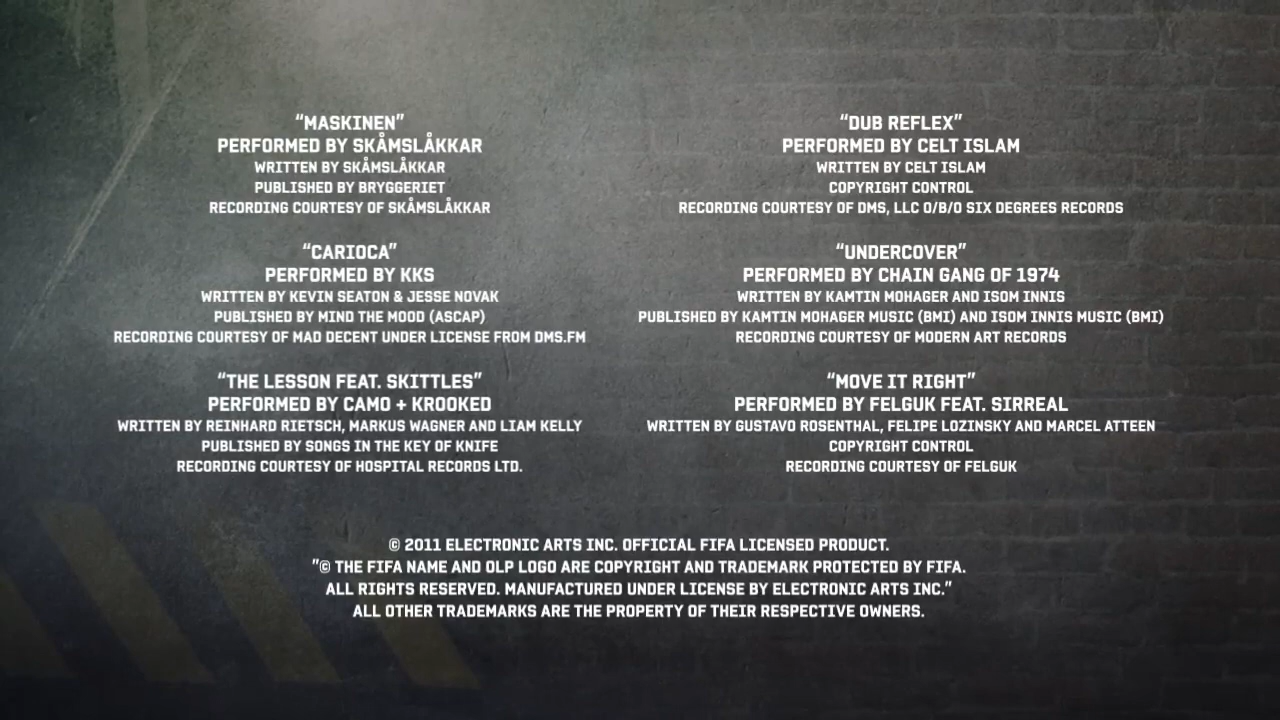 “MASKINEN”
PERFORMED BY SKÅMSLÅKKAR
WRITTEN BY SKÅMSLÅKKAR
PUBLISHED BY BRYGGERIET
RECORDING COURTESY OF SKÅMSLÅKKAR
“CARIOCA”
PERFORMED BY KKS
WRITTEN BY KEVIN SEATON & JESSE NOVAK
PUBLISHED BY MIND THE MOOD (ASCAP)
RECORDING COURTESY OF MAD DECENT UNDER LICENSE FROM DMS.FM
“THE LESSON FEAT. SKITTLES”
PERFORMED BY CAMO + KROOKED
WRITTEN BY REINHARD RIETSCH, MARKUS WAGNER AND LIAM KELLY
PUBLISHED BY SONGS IN THE KEY OF KNIFE
RECORDING COURTESY OF HOSPITAL RECORDS LTD.
“DUB REFLEX”
PERFORMED BY CELT ISLAM
WRITTEN BY CELT ISLAM
COPYRIGHT CONTROL
RECORDING COURTESY OF DMS, LLC O/B/O SIX DEGREES RECORDS
“UNDERCOVER”
PERFORMED BY CHAIN GANG OF 1974
WRITTEN BY KAMTIN MOHAGER AND ISOM INNIS
PUBLISHED BY KAMTIN MOHAGER MUSIC (BMI) AND ISOM INNIS MUSIC (BMI)
RECORDING COURTESY OF MODERN ART RECORDS
“MOVE IT RIGHT”
PERFORMED BY FELGUK FEAT. SIRREAL
WRITTEN BY GUSTAVO ROSENTHAL, FELIPE LOZINSKY AND MARCEL ATTEEN
COPYRIGHT CONTROL
RECORDING COURTESY OF FELGUK
© 2011 ELECTRONIC ARTS INC. OFFICIAL FIFA LICENSED PRODUCT.
"© THE FIFA NAME AND OLP LOGO ARE COPYRIGHT AND TRADEMARK PROTECTED BY FIFA.
ALL RIGHTS RESERVED. MANUFACTURED UNDER LICENSE BY ELECTRONIC ARTS INC."
ALL OTHER TRADEMARKS ARE THE PROPERTY OF THEIR RESPECTIVE OWNERS.